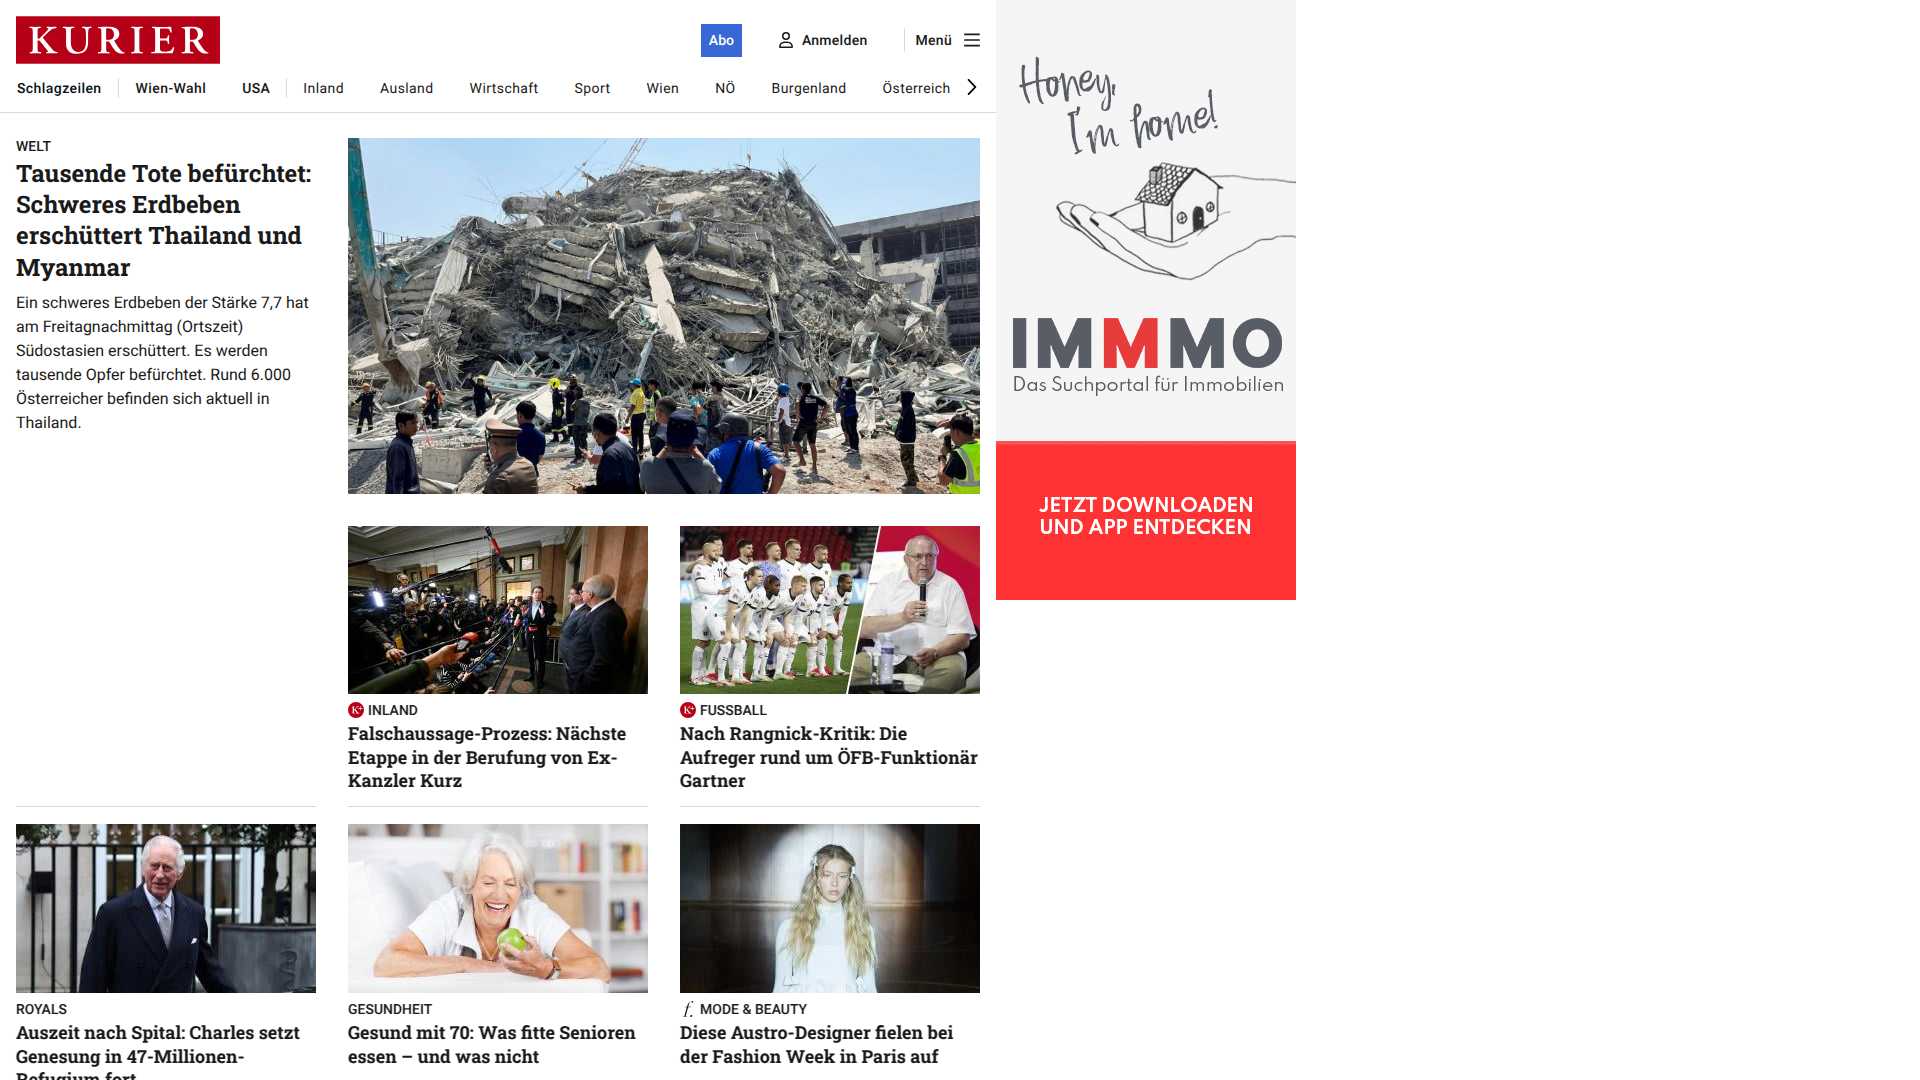 KURIER
Abo
Anmelden
Menü
Schlagzeilen
Wien-Wahl
USA
Inland
Ausland
Wirtschaft
Sport
Wien
NÖ
Burgenland
Österreich
WELT
Tausende Tote befürchtet:
Schweres Erdbeben
erschüttert Thailand und
Myanmar
Ein schweres Erdbeben der Stärke 7,7 hat
am Freitagnachmittag (Ortszeit)
Südostasien erschüttert. Es werden
tausende Opfer befürchtet. Rund 6.000
Österreicher befinden sich aktuell in
Thailand.
K+ INLAND
Falschaussage-Prozess: Nächste
Etappe in der Berufung von Ex-
Kanzler Kurz
K+ FUSSBALL
Nach Rangnick-Kritik: Die
Aufreger rund um ÖFB-Funktionär
Gartner
ROYALS
Auszeit nach Spital: Charles setzt
Genesung in 47-Millionen-
Refugium fort
GESUNDHEIT
Gesund mit 70: Was fitte Senioren
essen – und was nicht
f. MODE & BEAUTY
Diese Austro-Designer fielen bei
der Fashion Week in Paris auf
Honey,
I'm home!
IMMMO
Das Suchportal für Immobilien
JETZT DOWNLOADEN
UND APP ENTDECKEN